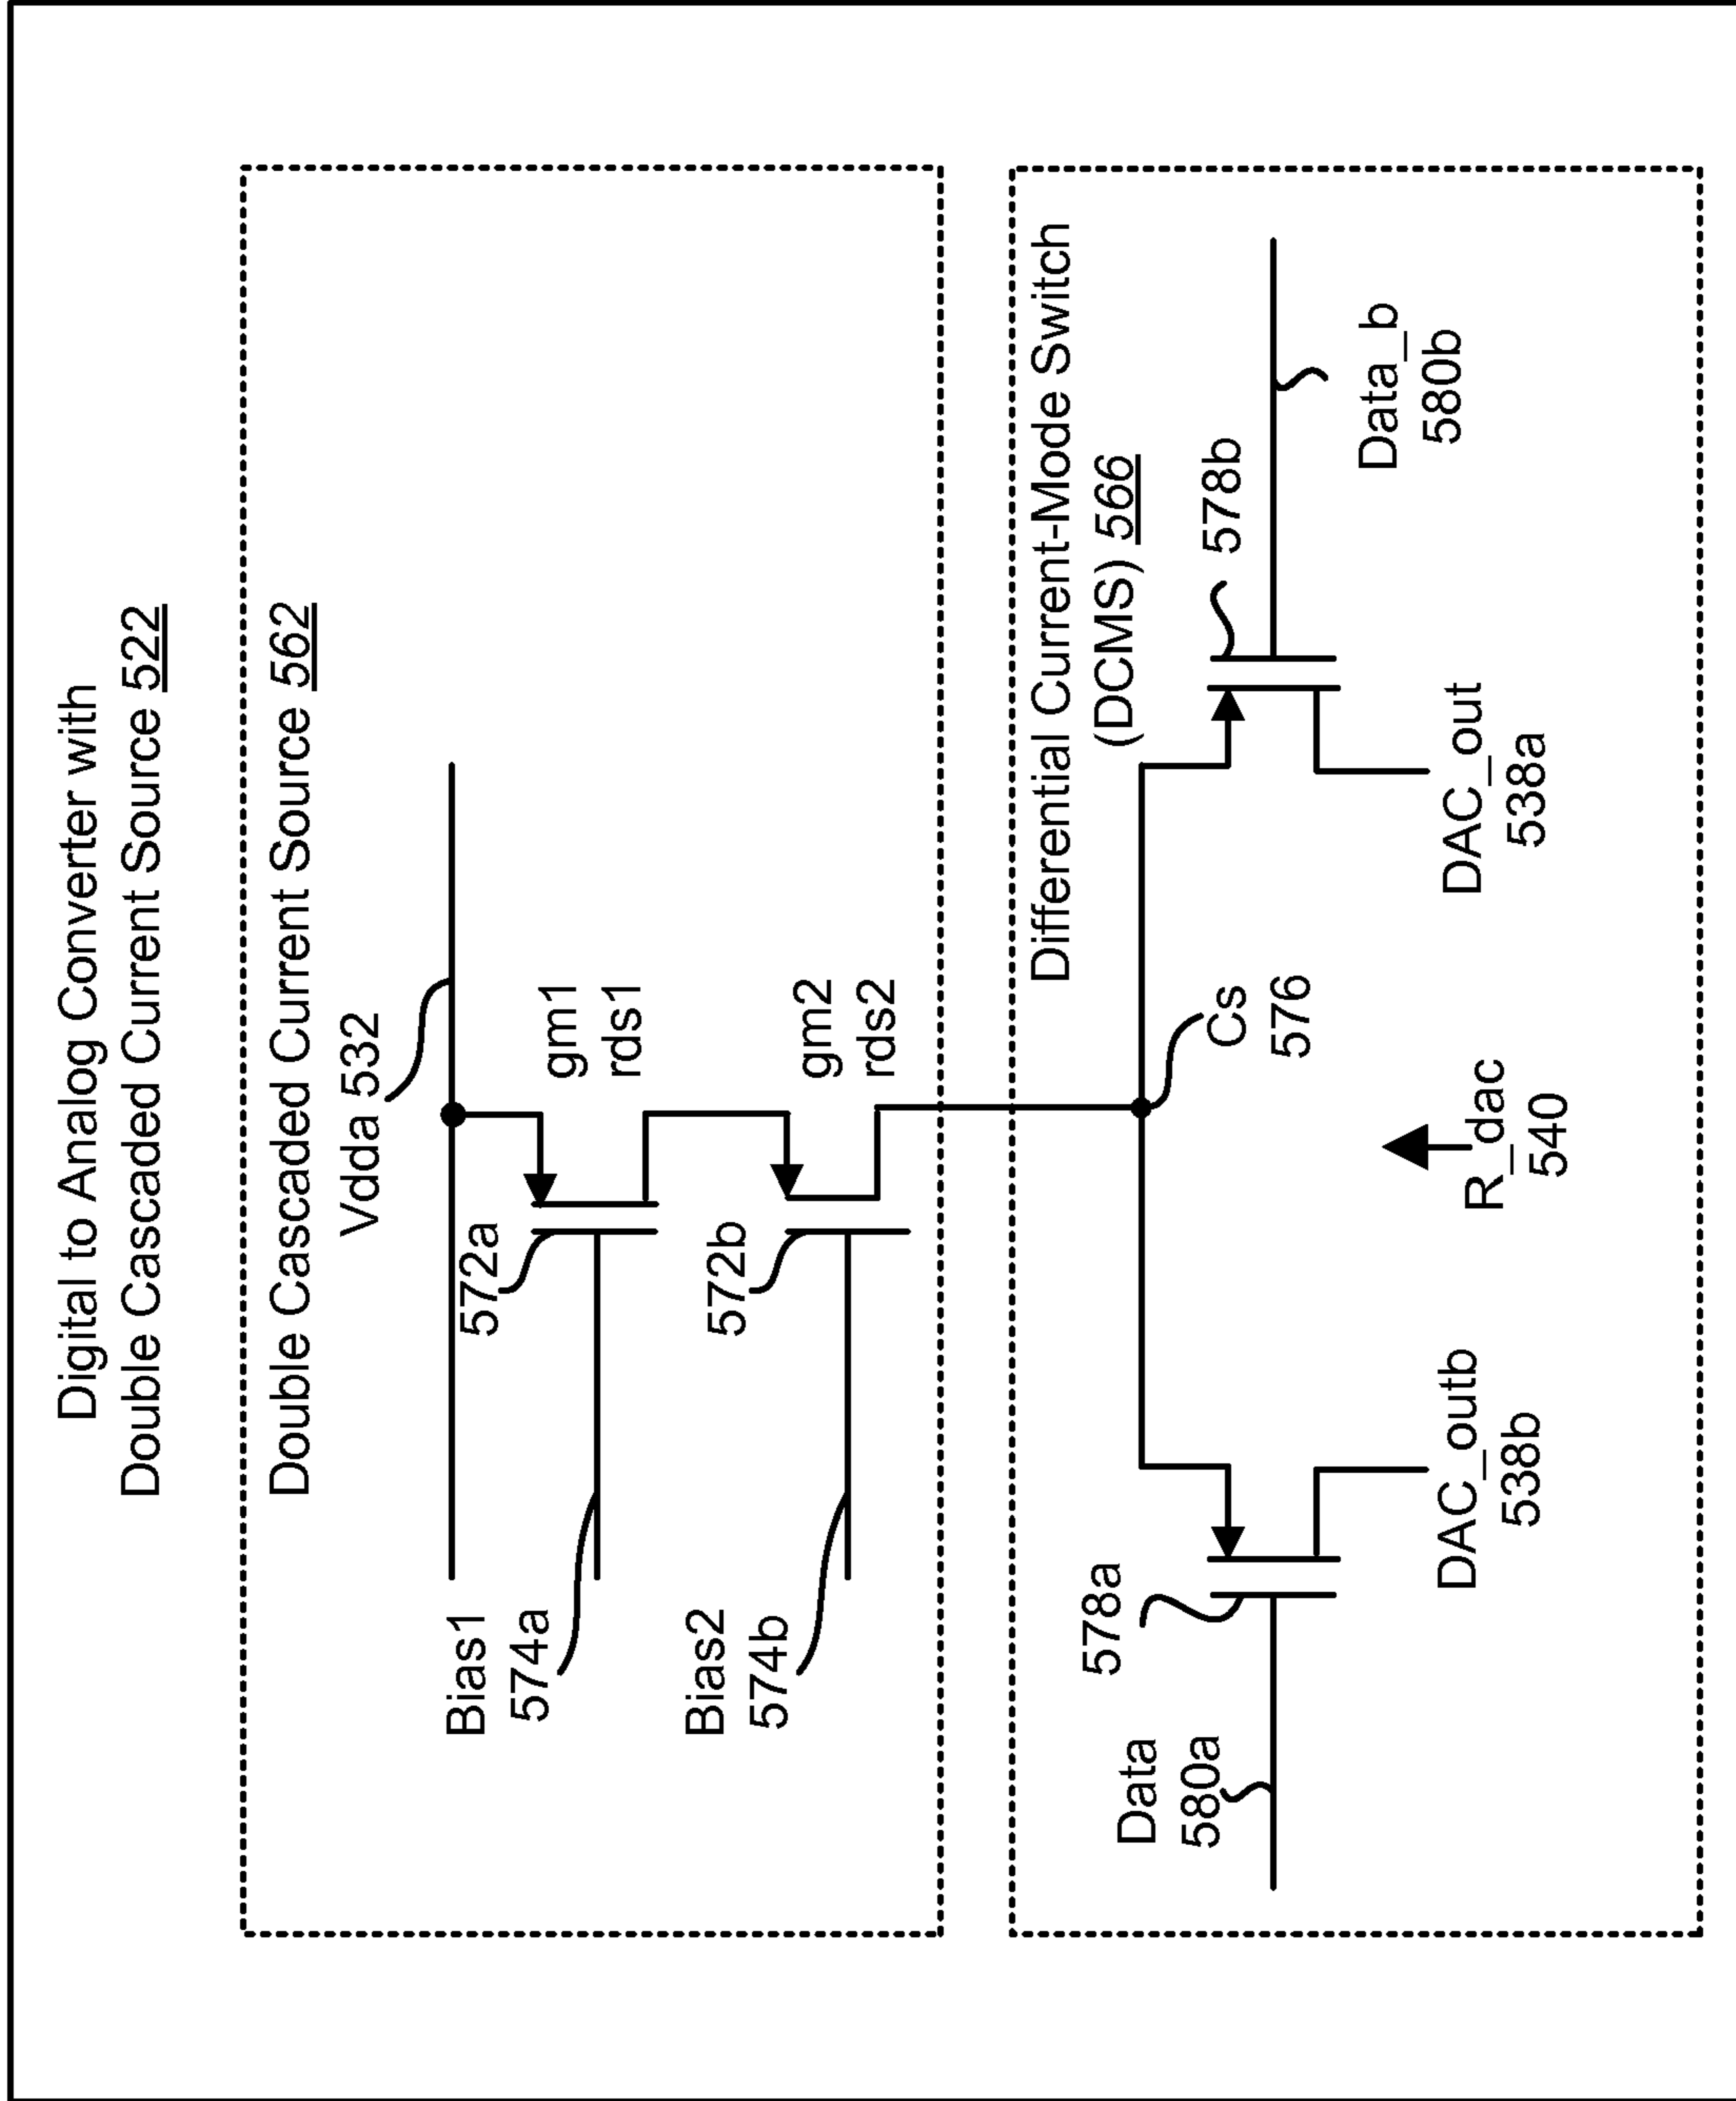 Digital to Analog Converter with
Double Cascaded Current Source 522
Double Cascaded Current Source 562
Vdda 532
Bias1
574a
572a
gm1
rds1
Bias2
574b
572b
gm2
rds2
Differential Current-Mode Switch
(DCMS) 566
Data
580a
578a
Cs
576
578b
Data_b
580b
DAC_outb
538b
R_dac
540
DAC_out
538a